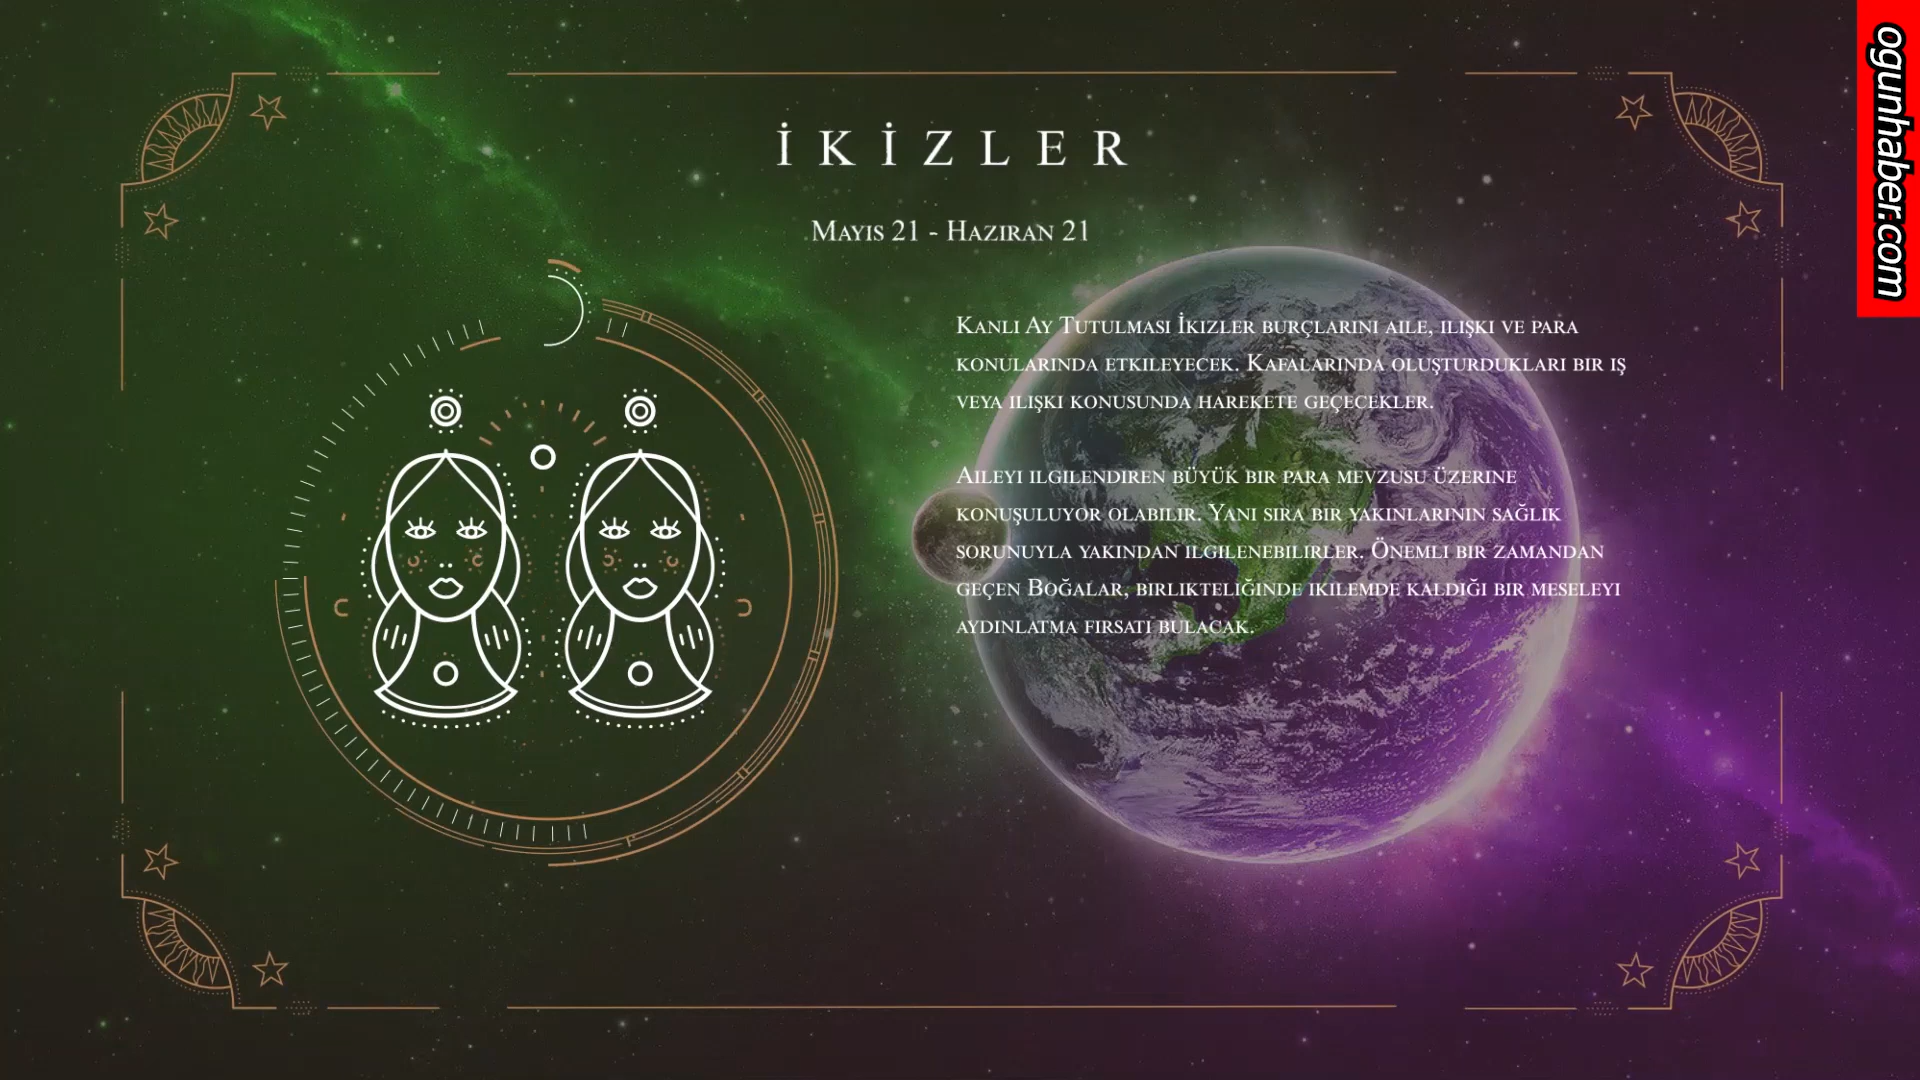 İKİZLER
Mayıs 21 - Haziran 21
Kanlı Ay Tutulması İkizler burçlarını aile, ilişki ve para
konularında etkileyecek. Kafalarında oluşturdukları bir iş
veya ilişki konusunda harekete geçecekler.
Aileyi ilgilendiren büyük bir para mevzusu üzerine
konuşuluyor olabilir. Yanı sıra bir yakınlarının sağlık
sorunuyla yakından ilgilenebilirler. Önemli bir zamandan
geçen Boğalar, birlikteliğinde ikilemde kaldığı bir meseleyi
aydınlatma fırsatı bulacak.
ogunhaber.com